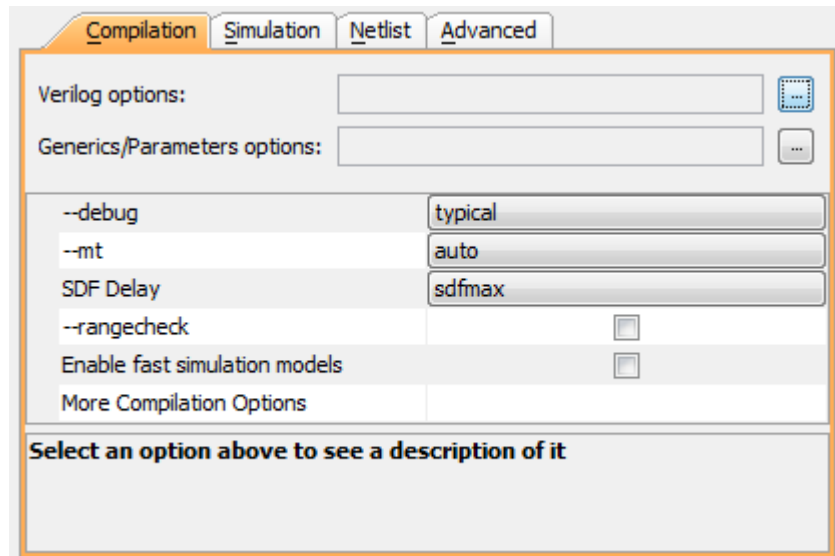 Compilation Simulation Netlist Advanced
Verilog options: ...
Generics/Parameters options: ...
--debug typical
--mt auto
SDF Delay sdfmax
--rangecheck
Enable fast simulation models
More Compilation Options
Select an option above to see a description of it